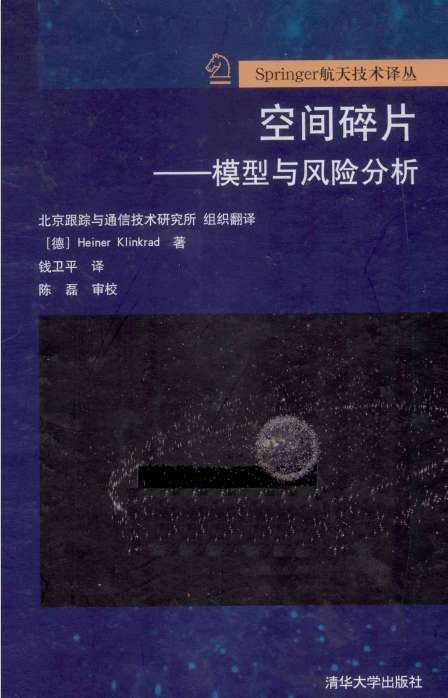 Springer航天技术译丛
空间碎片
——模型与风险分析
北京跟踪与通信技术研究所 组织翻译
[德] Heiner Klinkrad 著
钱卫平 译
陈 磊 审校
清华大学出版社